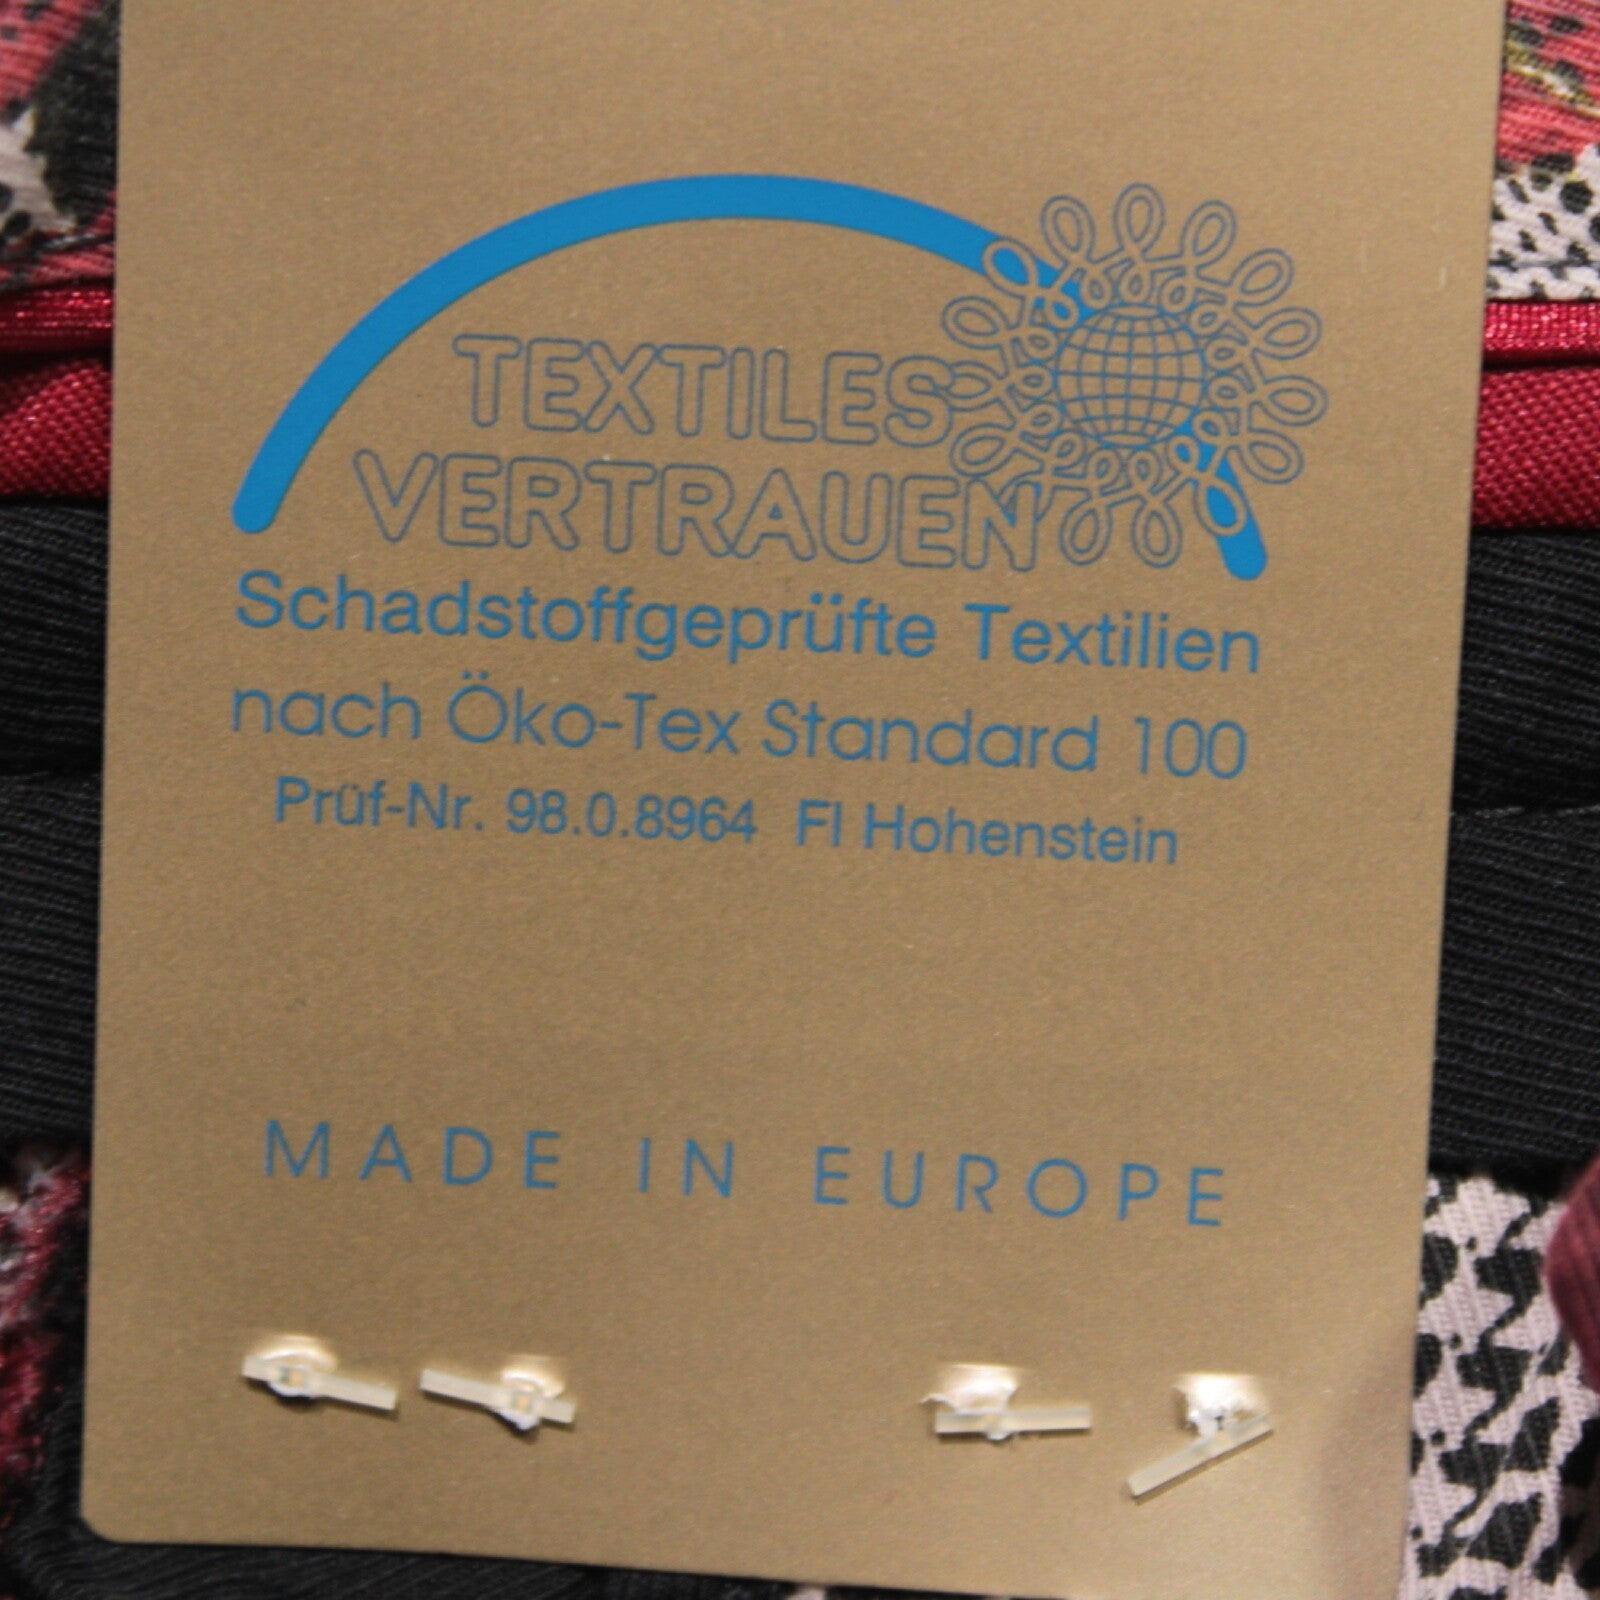 TEXTILES
VERTRAUEN
Schadstoffgeprüfte Textilien
nach Öko-Tex Standard 100
Prüf-Nr. 98.0.8964 FI Hohenstein
MADE IN EUROPE